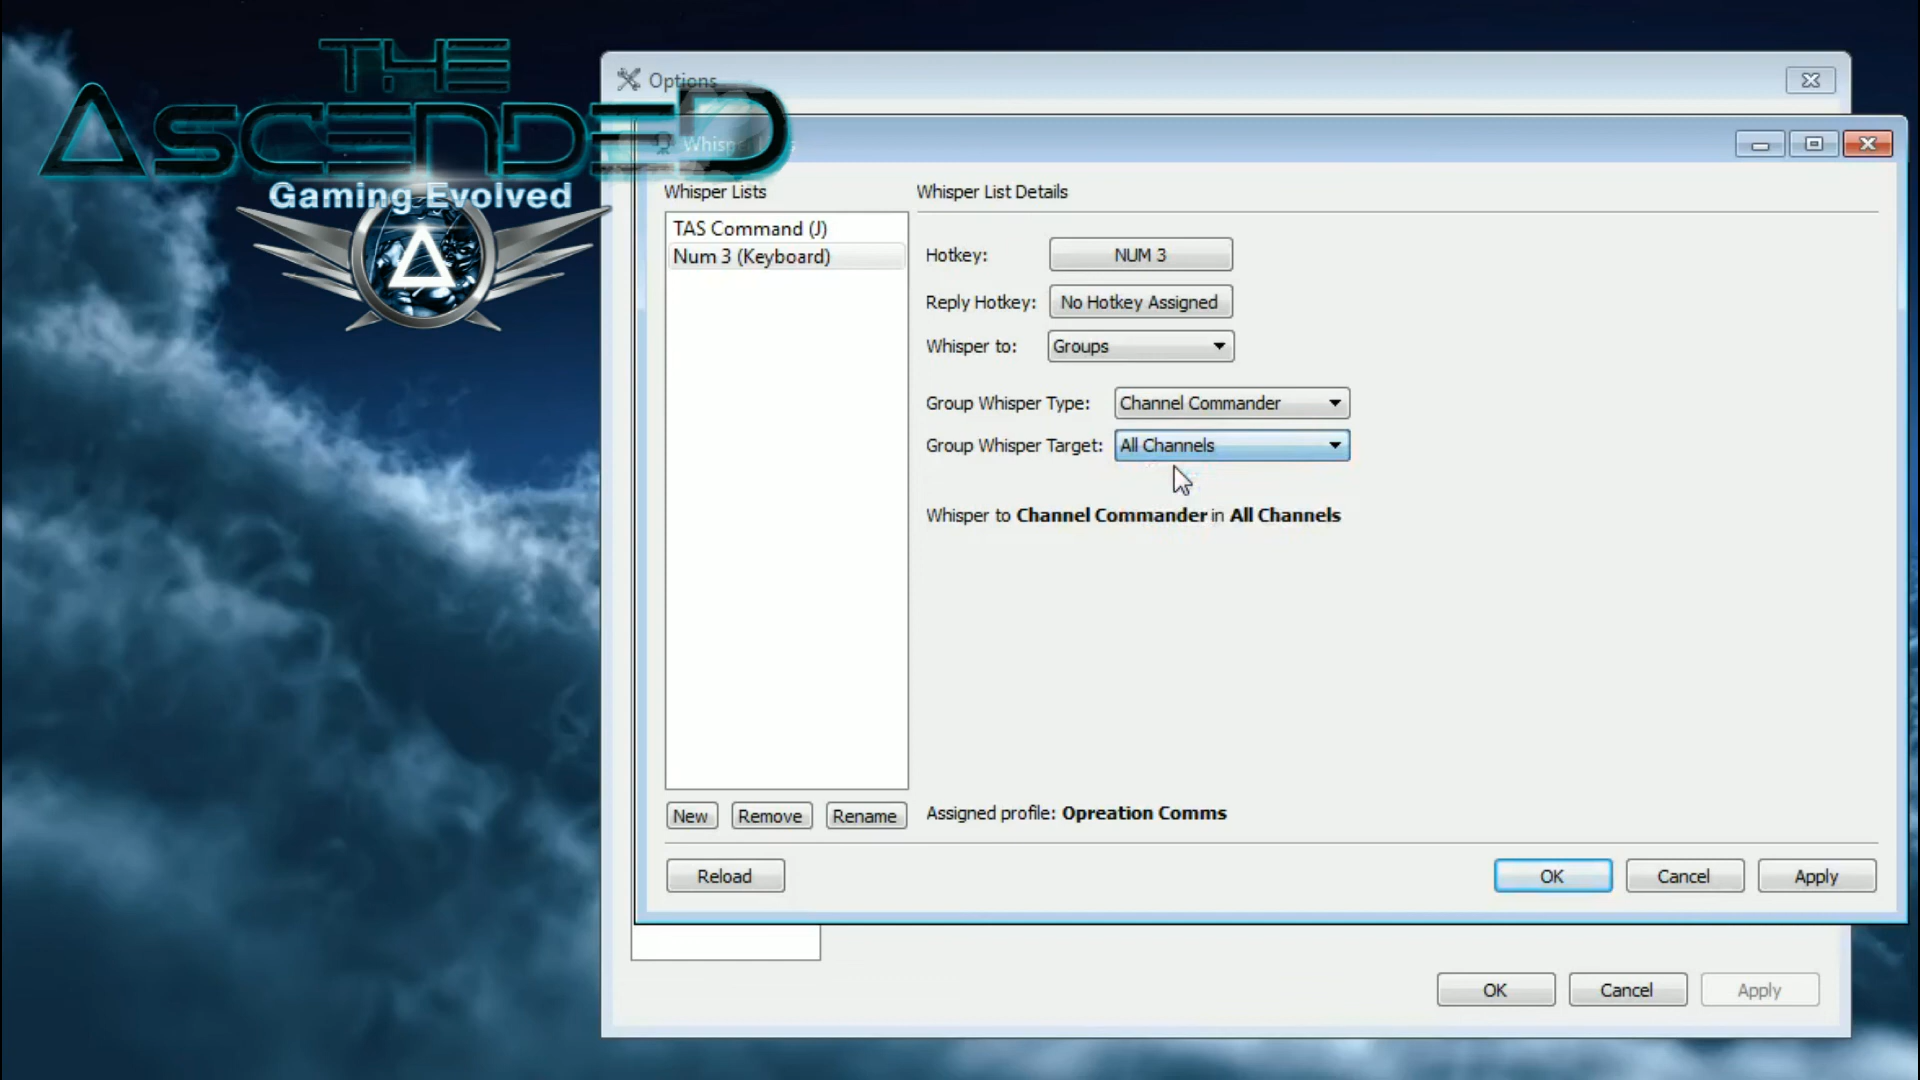 THE
ASCENDED
Gaming Evolved
Options
Whisper Lists
Whisper List Details
TAS Command (J)
Num 3 (Keyboard)
Hotkey:
NUM 3
Reply Hotkey:
No Hotkey Assigned
Whisper to:
Groups
Group Whisper Type:
Channel Commander
Group Whisper Target:
All Channels
Whisper to Channel Commander in All Channels
New
Remove
Rename
Assigned profile: Opreation Comms
Reload
OK
Cancel
Apply
OK
Cancel
Apply